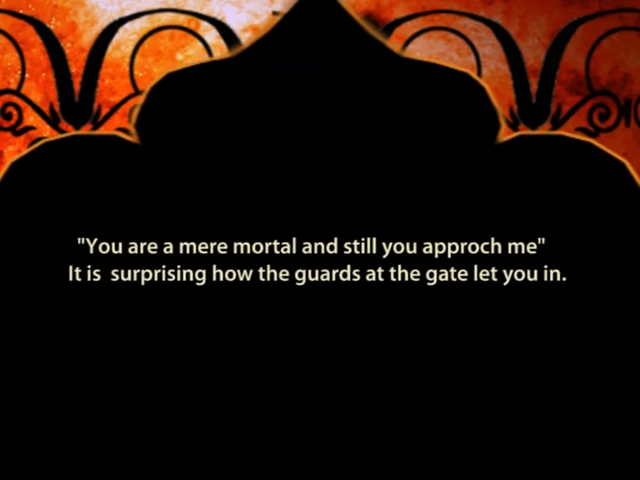 "You are a mere mortal and still you approch me"
It is  surprising how the guards at the gate let you in.